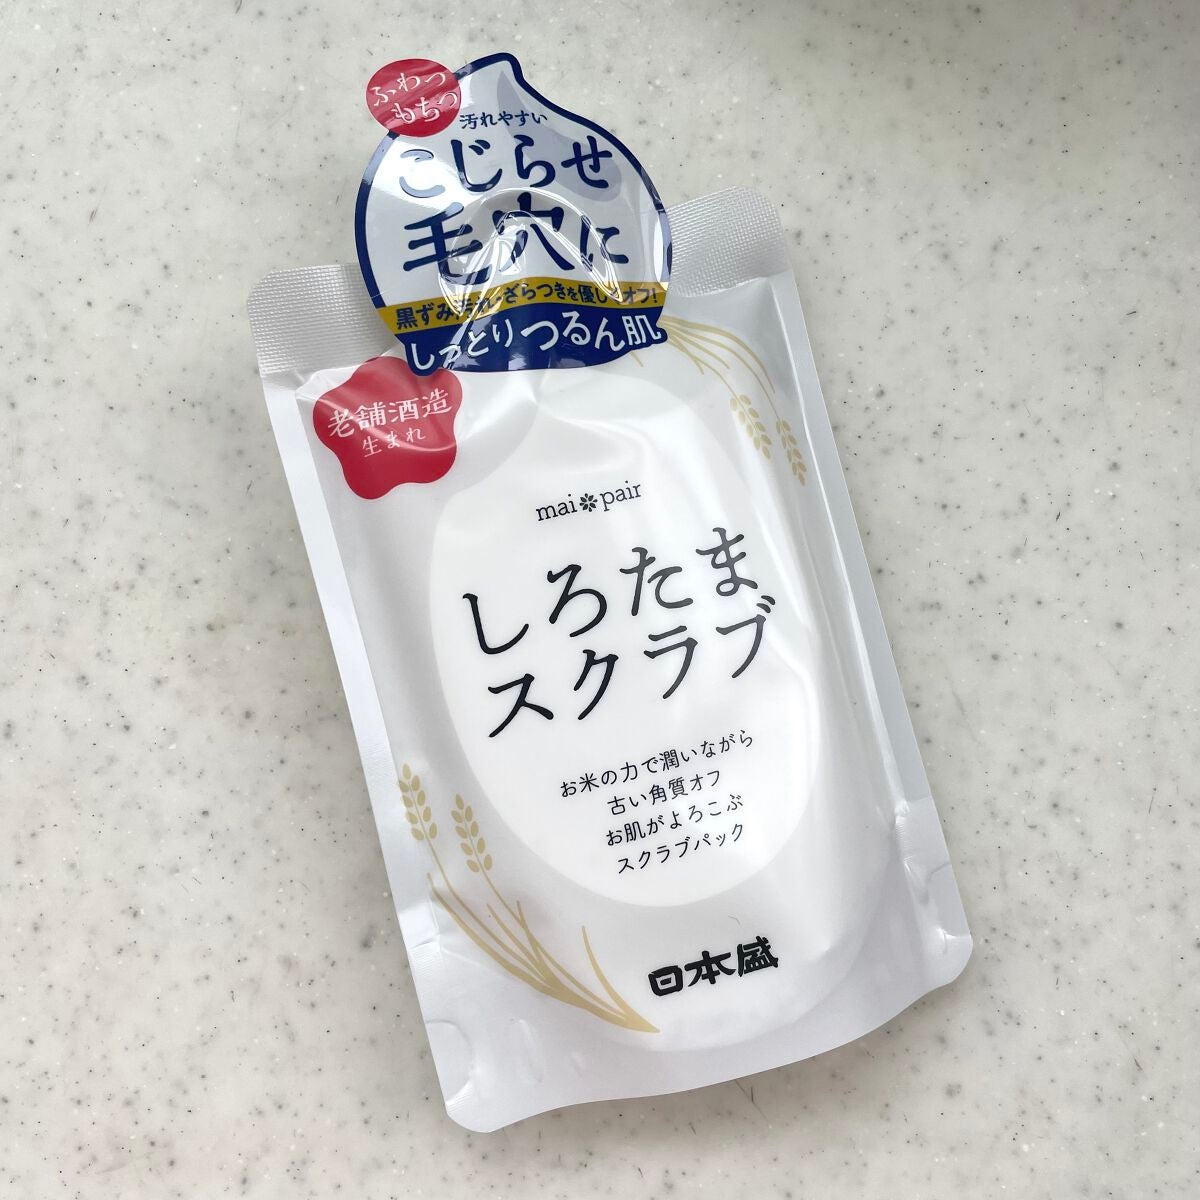 ふわっ
もちっ
汚れやすい
こじらせ
毛穴に
黒ずみ汚れ・ざらつきを優しくオフ!
しっとりつるん肌
老舗酒造
生まれ
mai pair
しろたま
スクラブ
お米の力で潤いながら
古い角質オフ
お肌がよろこぶ
スクラブパック
日本盛